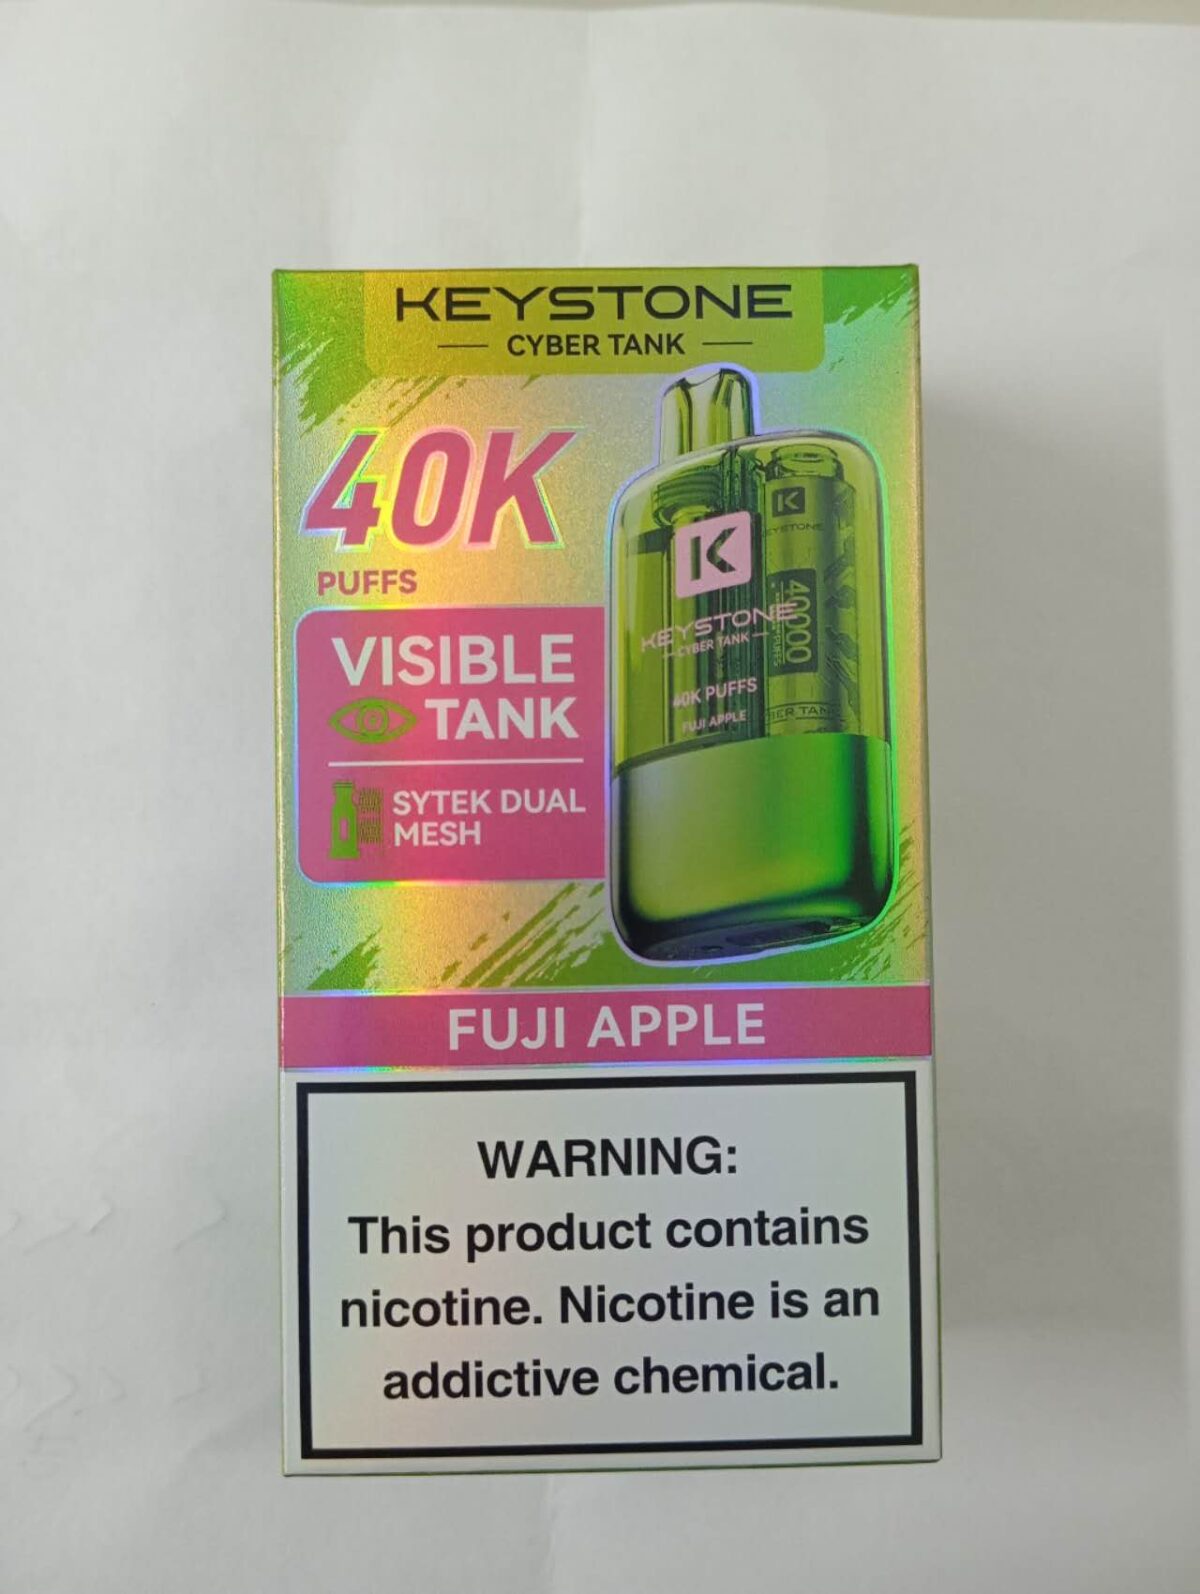 KEYSTONE
CYBER TANK
40K
PUFFS
VISIBLE
TANK
SYTEK DUAL
MESH
K
KEYSTONE
CYBER TANK
40K PUFFS
FUJI APPLE
K
40000
FUJI APPLE
WARNING:
This product contains
nicotine. Nicotine is an
addictive chemical.